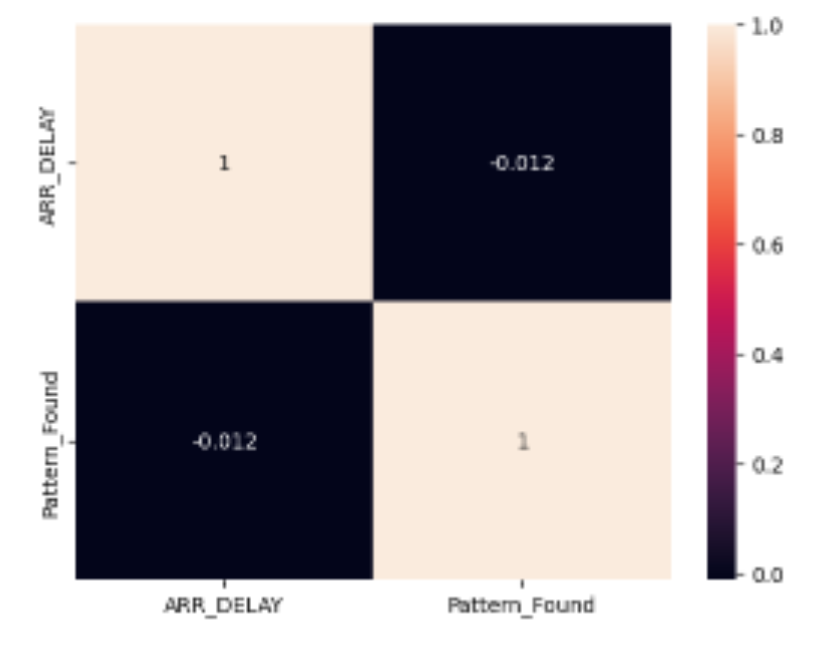 ARR_DELAY
Pattern_Found
1
-0.012
-0.012
1
ARR_DELAY
Pattern_Found
1.0
0.8
0.6
0.4
0.2
0.0